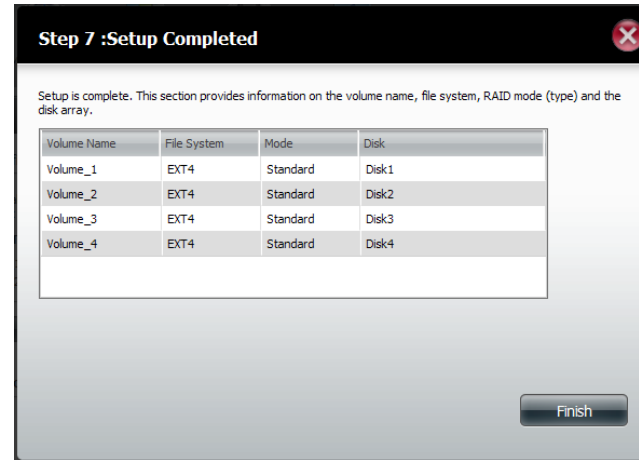 Step 7 :Setup Completed
Setup is complete. This section provides information on the volume name, file system, RAID mode (type) and the
disk array.
Volume Name File System Mode Disk
Volume_1 EXT4 Standard Disk1
Volume_2 EXT4 Standard Disk2
Volume_3 EXT4 Standard Disk3
Volume_4 EXT4 Standard Disk4
Finish